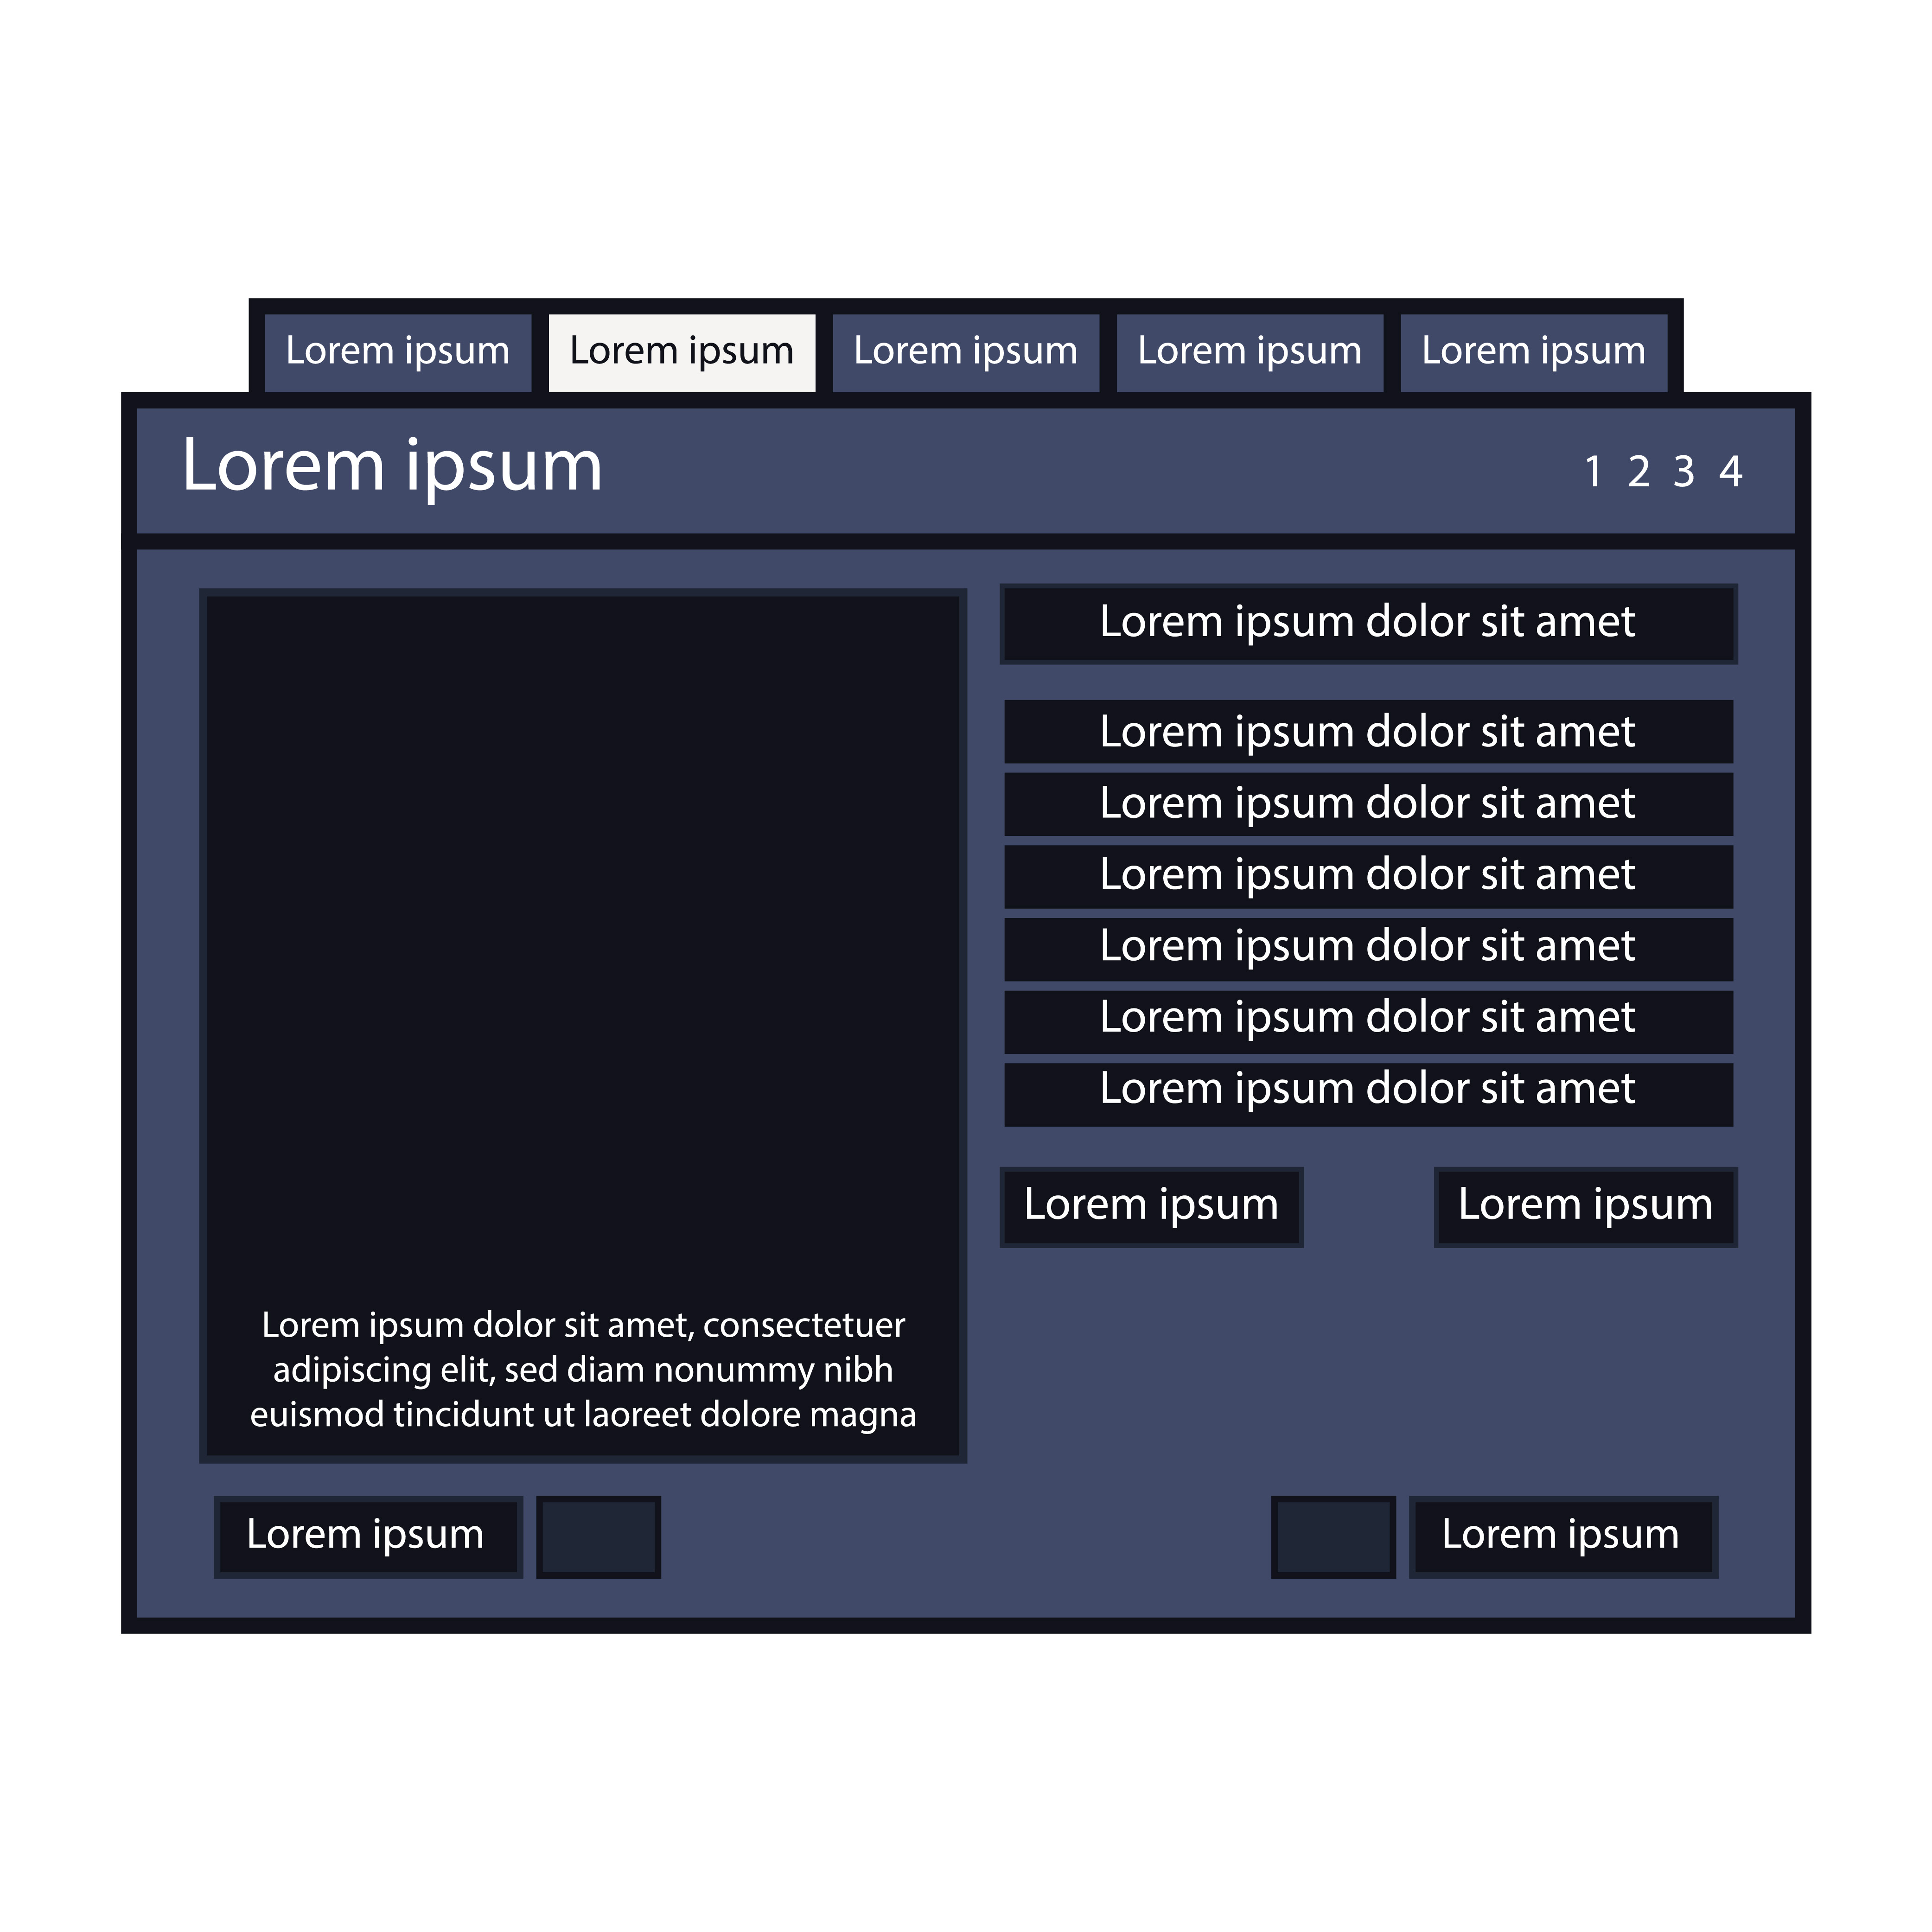 Lorem ipsum Lorem ipsum Lorem ipsum Lorem ipsum Lorem ipsum
Lorem ipsum 1 2 3 4
Lorem ipsum dolor sit amet
Lorem ipsum dolor sit amet
Lorem ipsum dolor sit amet
Lorem ipsum dolor sit amet
Lorem ipsum dolor sit amet
Lorem ipsum dolor sit amet
Lorem ipsum dolor sit amet
Lorem ipsum Lorem ipsum
Lorem ipsum dolor sit amet, consectetuer
adipiscing elit, sed diam nonummy nibh
euismod tincidunt ut laoreet dolore magna
Lorem ipsum Lorem ipsum